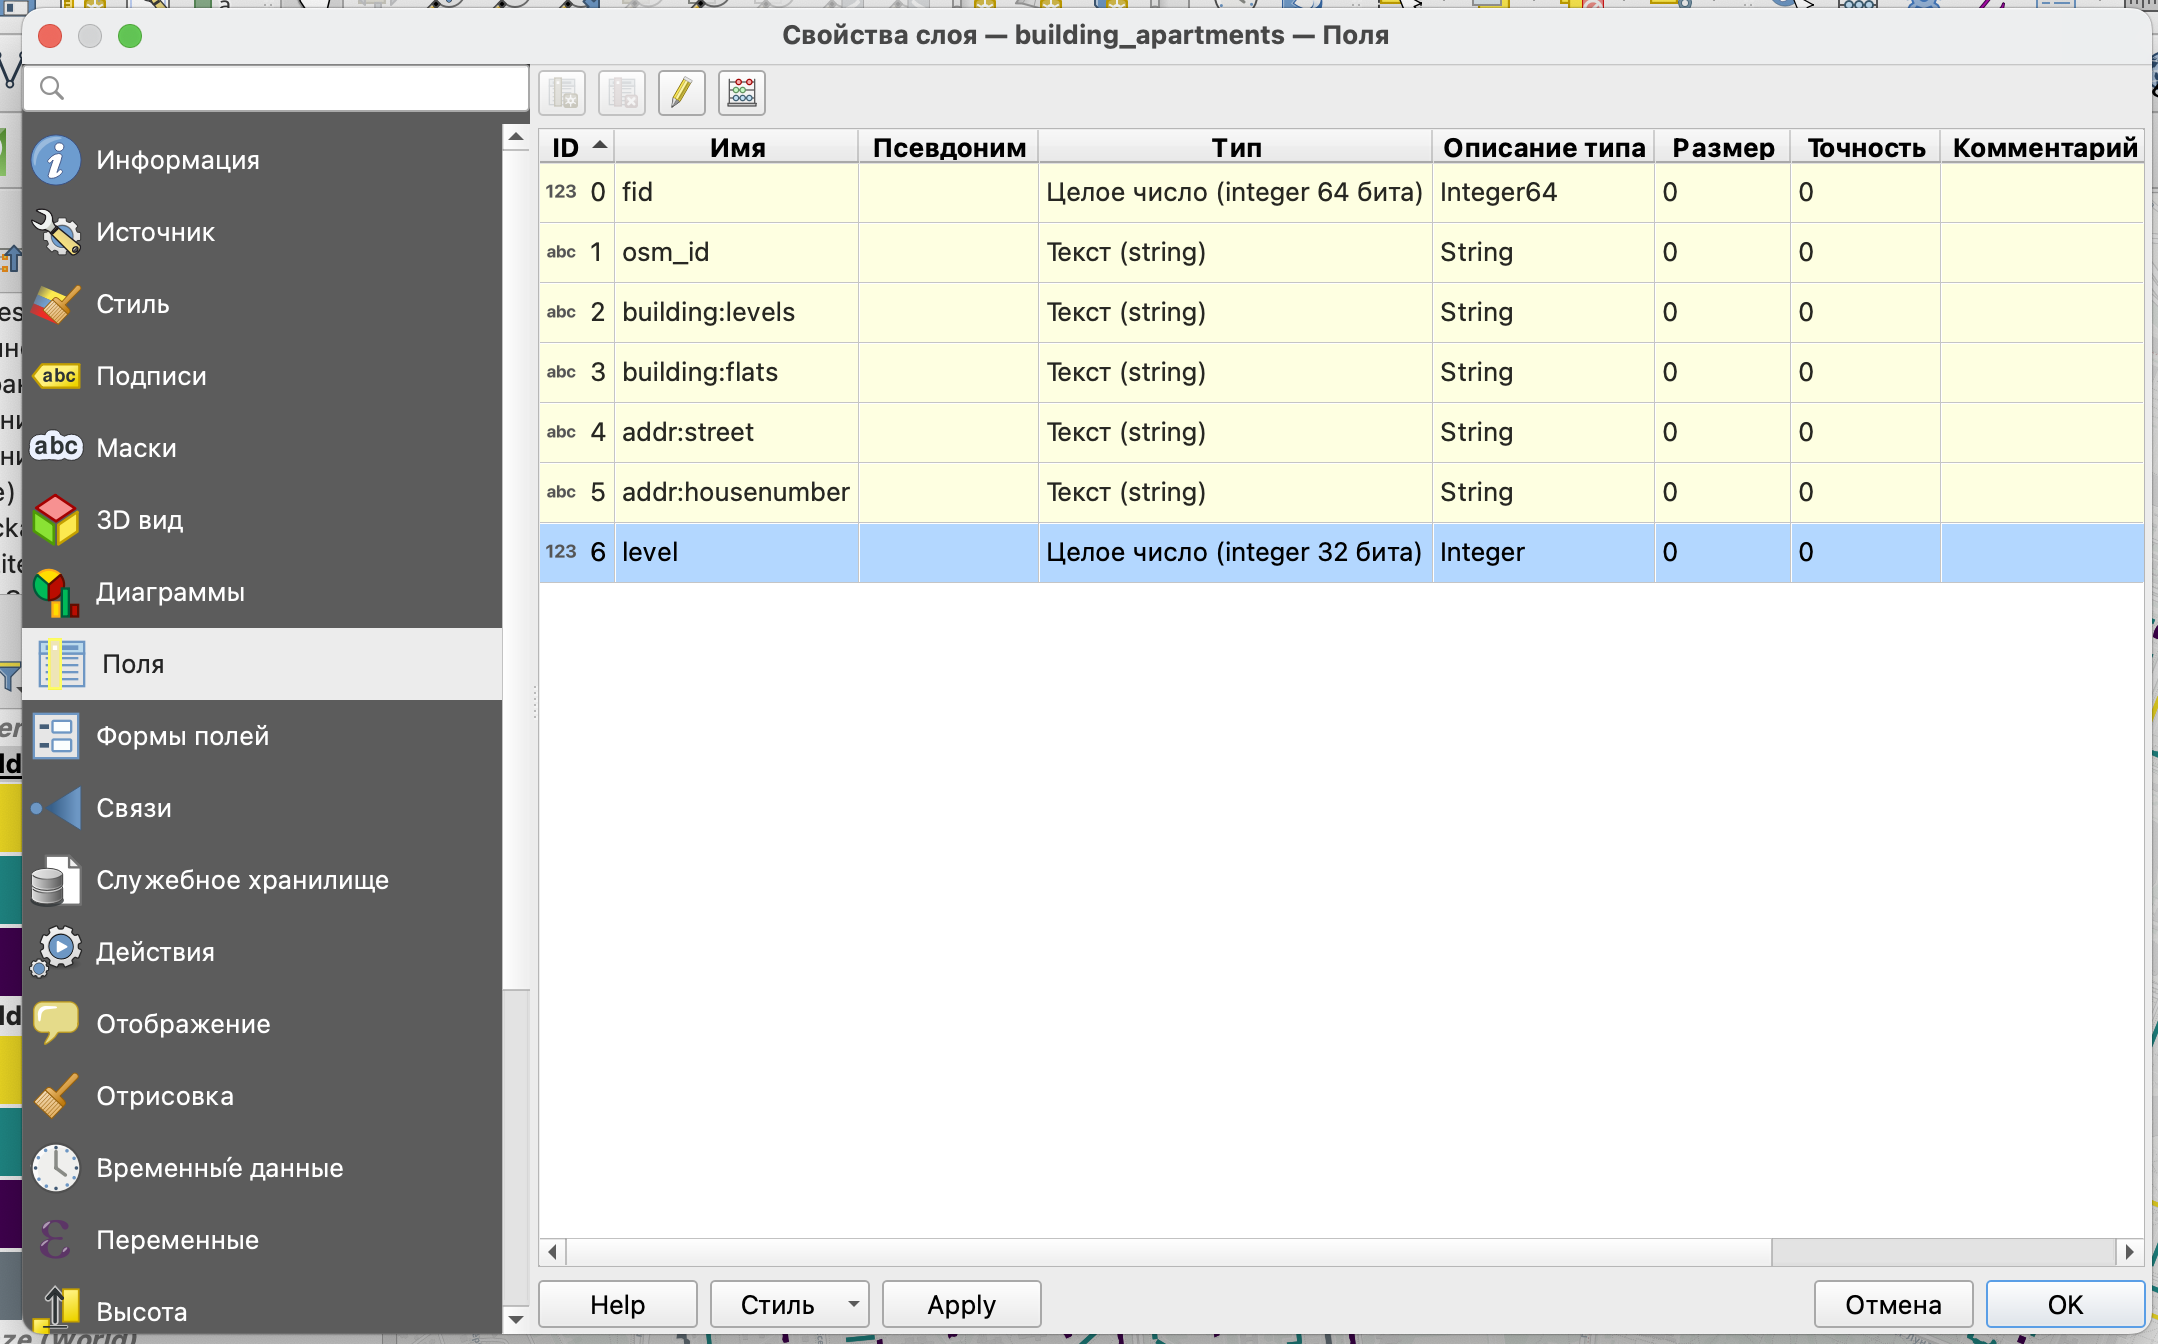 Свойства слоя — building_apartments — Поля
Информация
Источник
Стиль
abc Подписи
abc Маски
3D вид
Диаграммы
Поля
Формы полей
Связи
Служебное хранилище
Действия
Отображение
Отрисовка
Временны́е данные
Переменные
Высота
ID Имя Псевдоним Тип Описание типа Размер Точность Комментарий
123 0 fid Целое число (integer 64 бита) Integer64 0 0
abc 1 osm_id Текст (string) String 0 0
abc 2 building:levels Текст (string) String 0 0
abc 3 building:flats Текст (string) String 0 0
abc 4 addr:street Текст (string) String 0 0
abc 5 addr:housenumber Текст (string) String 0 0
123 6 level Целое число (integer 32 бита) Integer 0 0
Help Стиль Apply Отмена OK